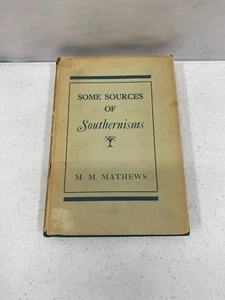 SOME SOURCES
OF
Southernisms
M. M. MATHEWS